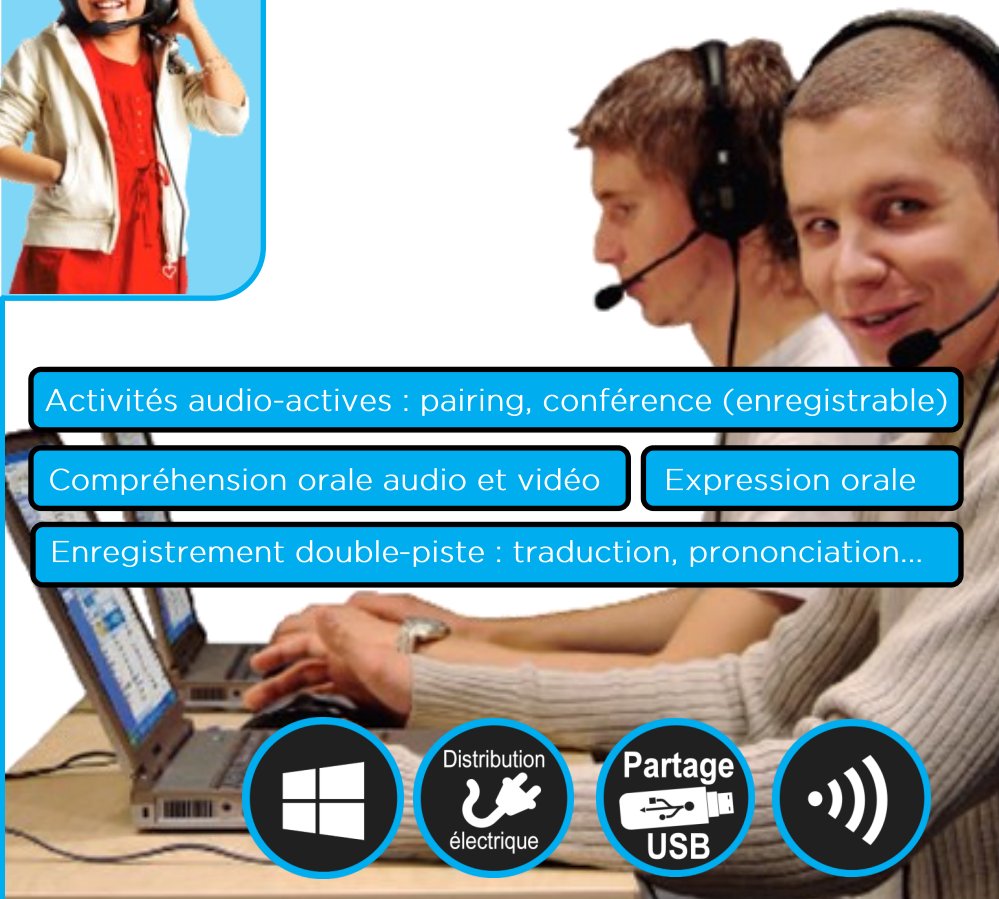 Activités audio-actives : pairing, conférence (enregistrable)
Compréhension orale audio et vidéo
Expression orale
Enregistrement double-piste : traduction, prononciation...
Distribution
électrique
Partage
USB